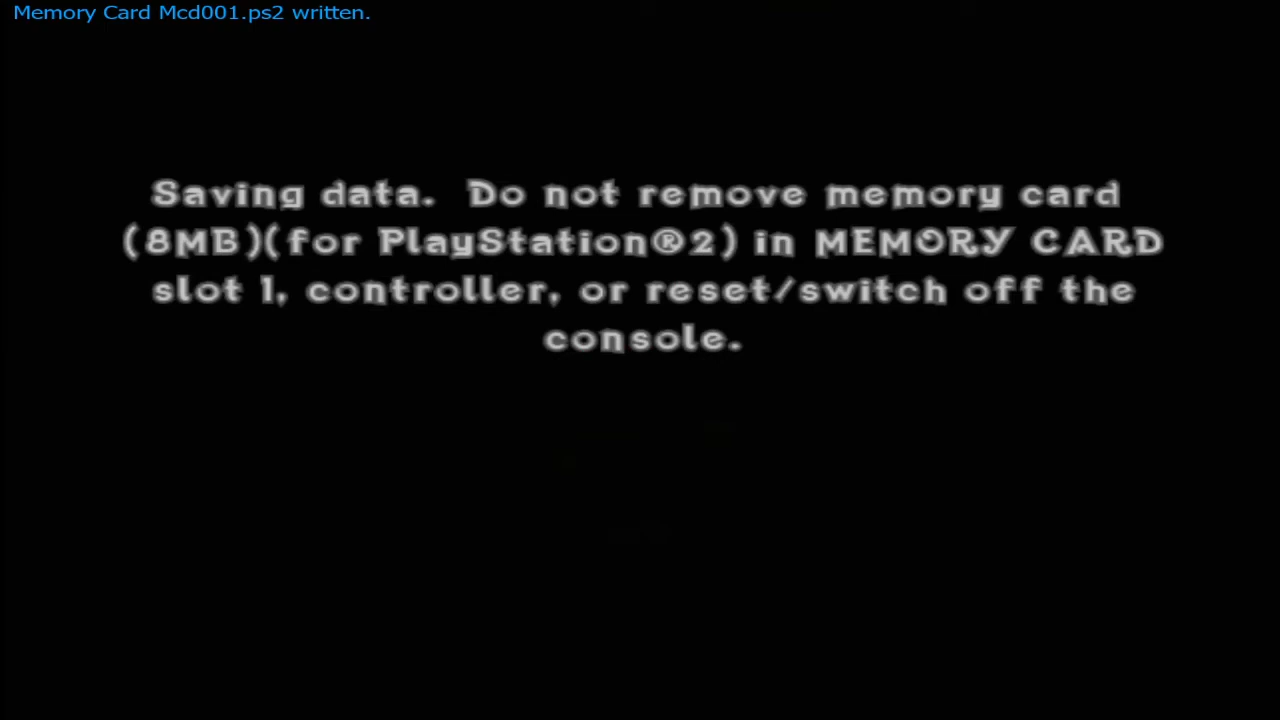 Memory Card Mcd001.ps2 written.
Saving data. Do not remove memory card
(8MB)(for PlayStation®2) in MEMORY CARD
slot 1, controller, or reset/switch off the
console.